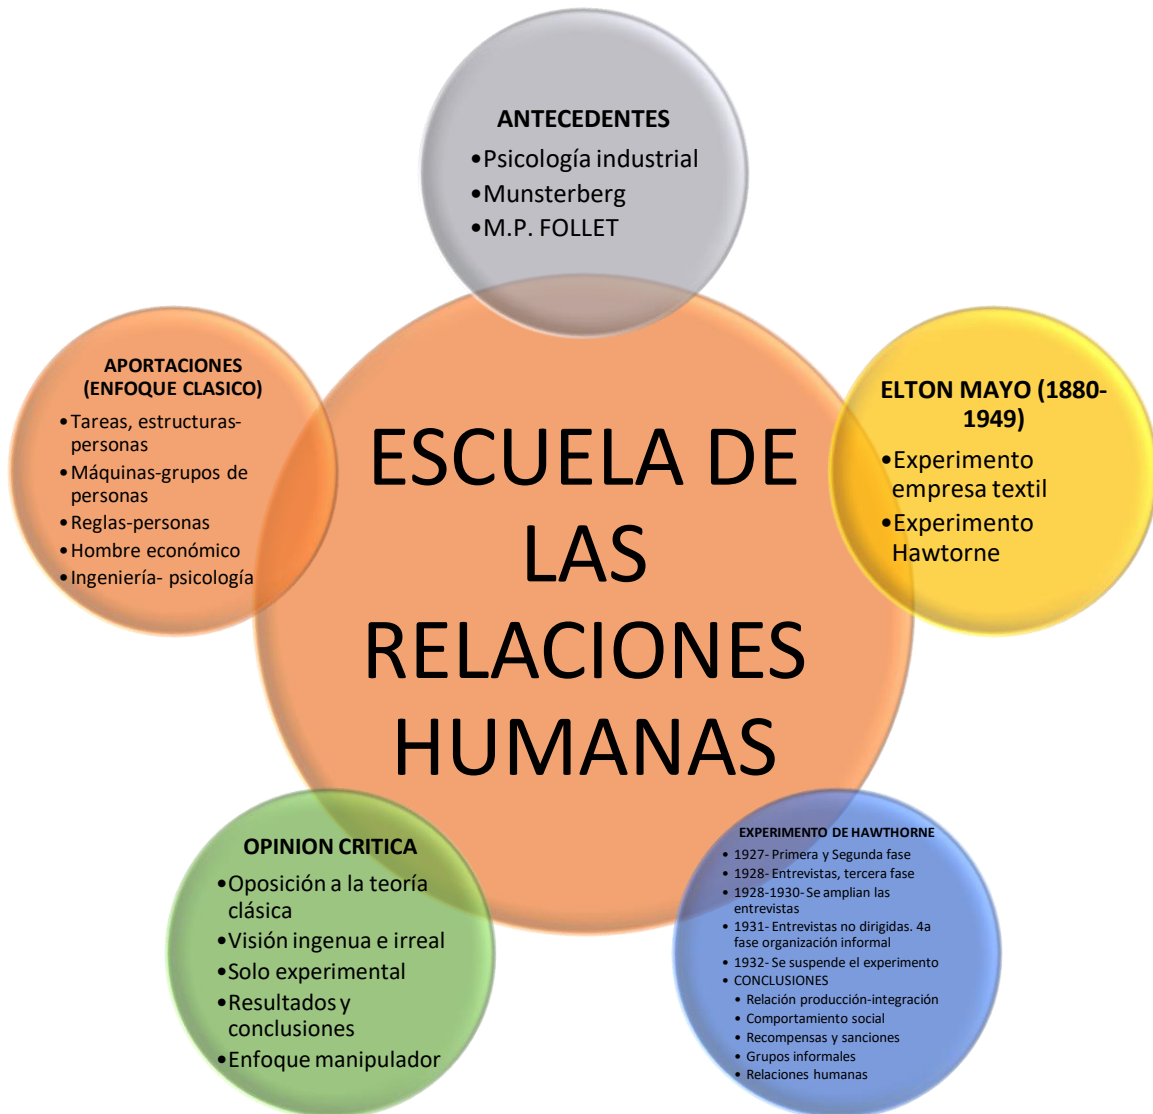 ANTECEDENTES
•Psicología industrial
•Munsterberg
•M.P. FOLLET
APORTACIONES
(ENFOQUE CLASICO)
•Tareas, estructuras-
personas
•Máquinas-grupos de
personas
•Reglas-personas
•Hombre económico
•Ingeniería- psicología
ESCUELA DE
LAS
RELACIONES
HUMANAS
ELTON MAYO (1880-
1949)
•Experimento
empresa textil
•Experimento
Hawtorne
OPINION CRITICA
•Oposición a la teoría
clásica
•Visión ingenua e irreal
•Solo experimental
•Resultados y
conclusiones
•Enfoque manipulador
EXPERIMENTO DE HAWTHORNE
• 1927- Primera y Segunda fase
• 1928- Entrevistas, tercera fase
• 1928-1930- Se amplian las
entrevistas
• 1931- Entrevistas no dirigidas. 4a
fase organización informal
• 1932- Se suspende el experimento
• CONCLUSIONES
• Relación producción-integración
• Comportamiento social
• Recompensas y sanciones
• Grupos informales
• Relaciones humanas